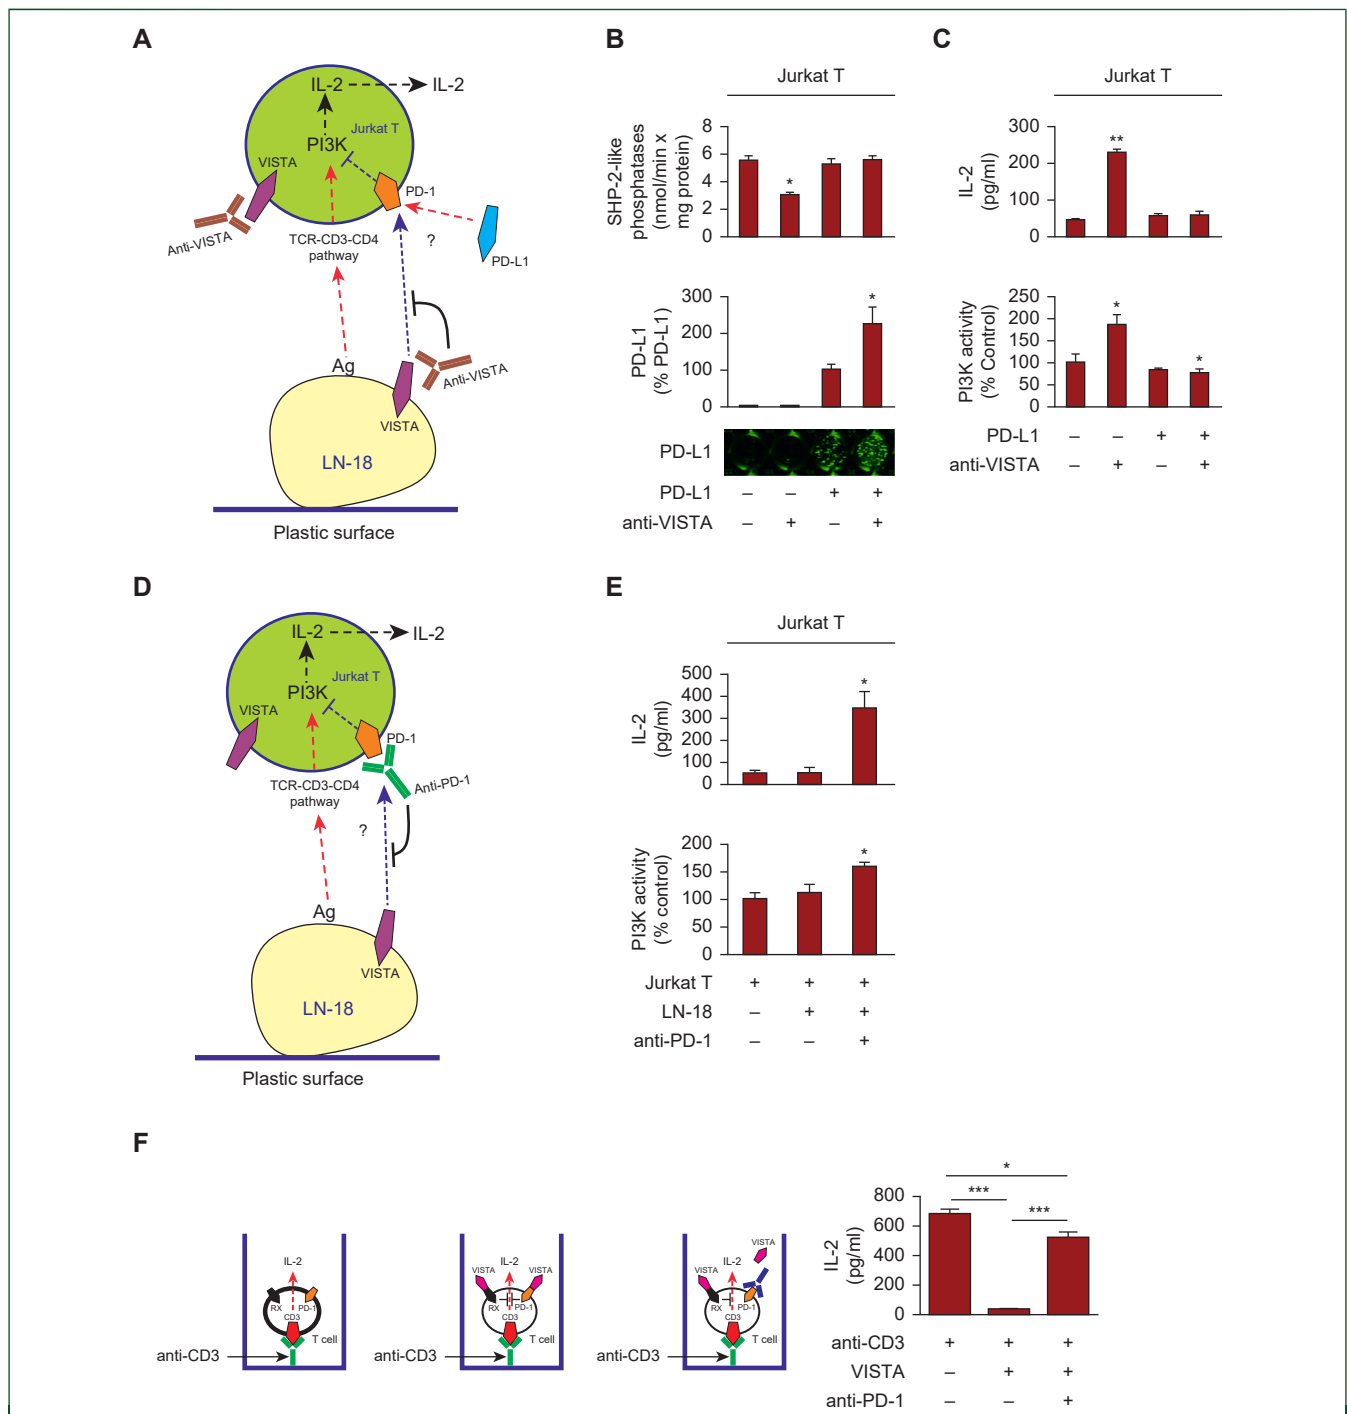 A
IL-2
IL-2
Jurkat T
PI3K
VISTA
PD-1
Anti-VISTA
TCR-CD3-CD4
pathway
?
PD-L1
Ag
Anti-VISTA
VISTA
LN-18
Plastic surface
B
Jurkat T
SHP-2-like
phosphatases
(nmol/min x
mg protein)
8
6
4
2
0
*
PD-L1
(% PD-L1)
300
200
100
0
*
PD-L1
PD-L1 – – + +
anti-VISTA – + – +
C
Jurkat T
IL-2
(pg/ml)
300
200
100
0
**
PI3K activity
(% Control)
250
200
150
100
50
0
*
*
PD-L1 – – + +
anti-VISTA – + – +
D
IL-2
IL-2
Jurkat T
PI3K
VISTA
PD-1
TCR-CD3-CD4
pathway
Anti-PD-1
?
Ag
VISTA
LN-18
Plastic surface
E
Jurkat T
IL-2
(pg/ml)
500
400
300
200
100
0
*
PI3K activity
(% control)
200
150
100
50
0
*
Jurkat T + + +
LN-18 – + +
anti-PD-1 – – +
F
IL-2
RX
PD-1
CD3
T cell
anti-CD3
IL-2
VISTA
VISTA
RX
PD-1
CD3
T cell
anti-CD3
VISTA
IL-2
VISTA
RX
PD-1
CD3
T cell
anti-CD3
IL-2
(pg/ml)
800
600
400
200
0
*
***
***
anti-CD3 + + +
VISTA – + +
anti-PD-1 – – +